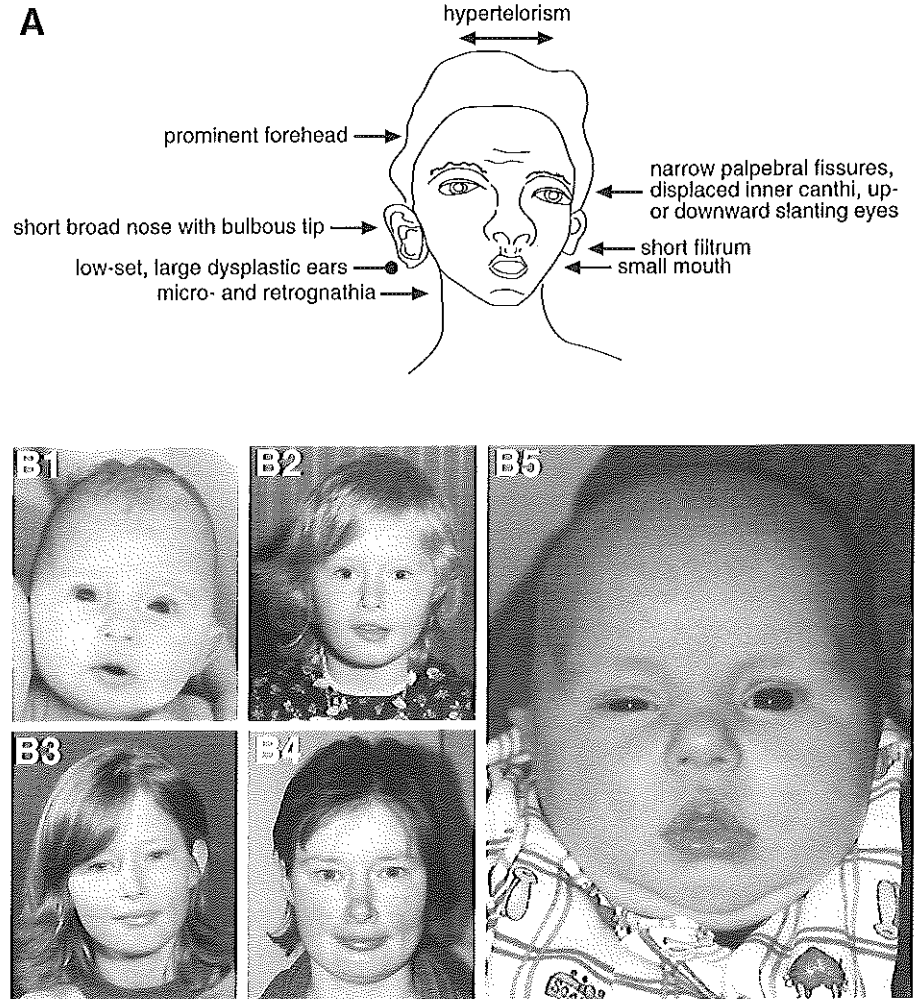 A
hypertelorism
prominent forehead
narrow palpebral fissures,
displaced inner canthi, up-
or downward slanting eyes
short broad nose with bulbous tip
short filtrum
low-set, large dysplastic ears
small mouth
micro- and retrognathia
B1
B2
B5
B3
B4